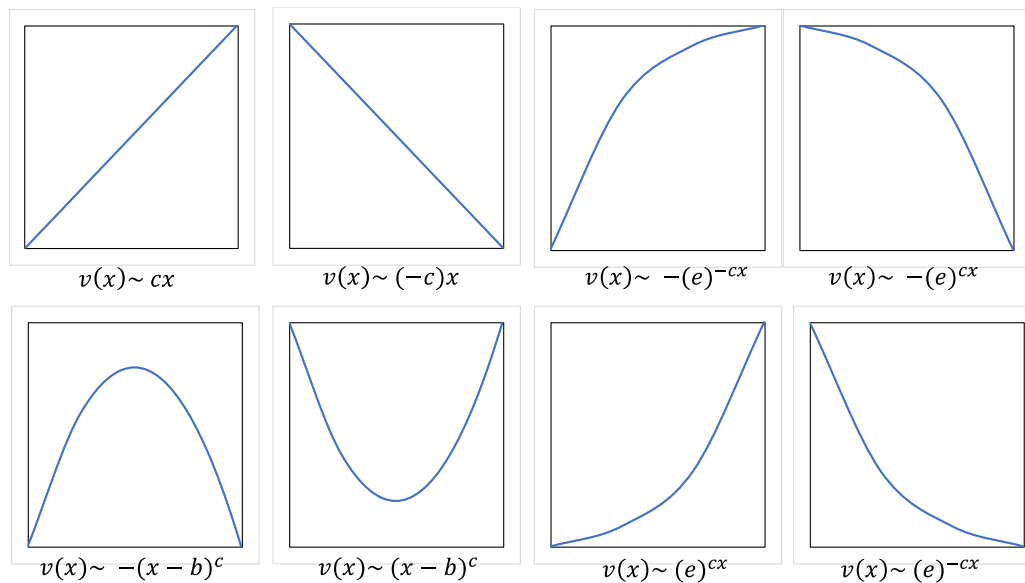 v(x)~ cx
v(x)~ (−c)x
v(x)~ −(e)^{−cx}
v(x)~ −(e)^{cx}
v(x)~ −(x − b)^c
v(x)~ (x − b)^c
v(x)~ (e)^{cx}
v(x)~ (e)^{−cx}